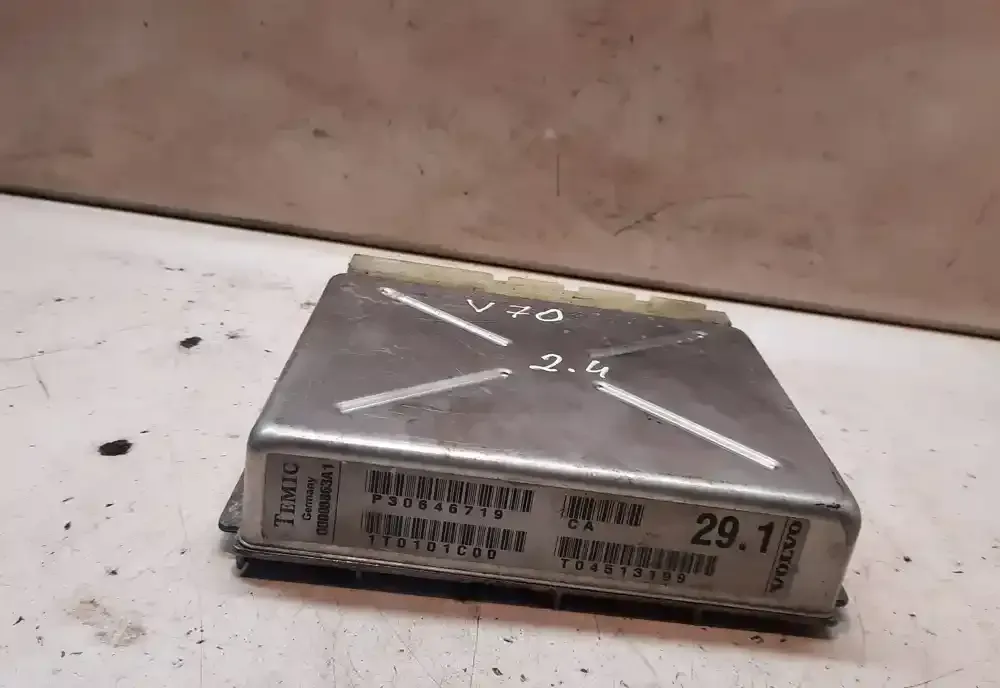 V70
2.4
TEMIC
Germany
00000863A1
P30646719
1T0101C00
CA
T04513199
29.1
VOLVO